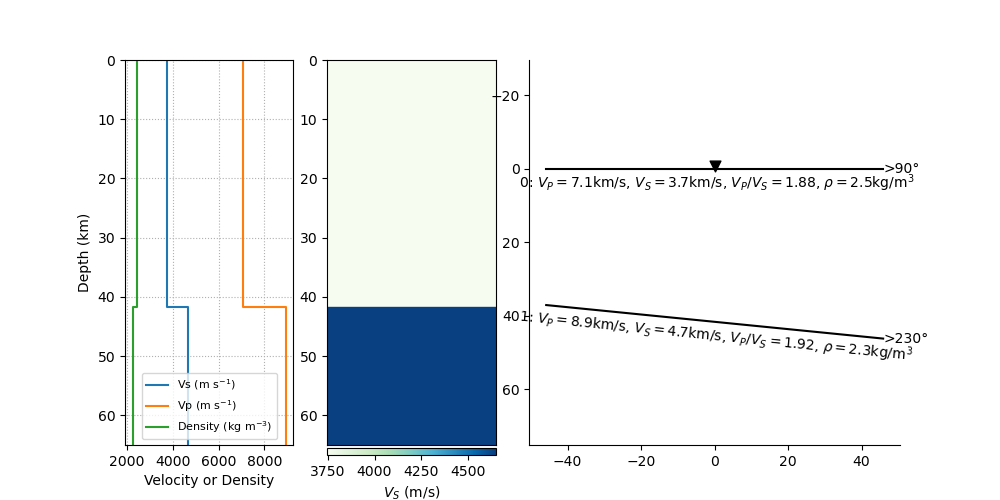 0
10
20
30
40
50
60
Depth (km)
2000 4000 6000 8000
Velocity or Density
Vs (m s⁻¹)
Vp (m s⁻¹)
Density (kg m⁻³)
0
10
20
30
40
50
60
3750 4000 4250 4500
V_S (m/s)
−20
0
20
40
60
>90°
0: V_P = 7.1km/s, V_S = 3.7km/s, V_P/V_S = 1.88, ρ = 2.5kg/m³
>230°
1: V_P = 8.9km/s, V_S = 4.7km/s, V_P/V_S = 1.92, ρ = 2.3kg/m³
−40 −20 0 20 40